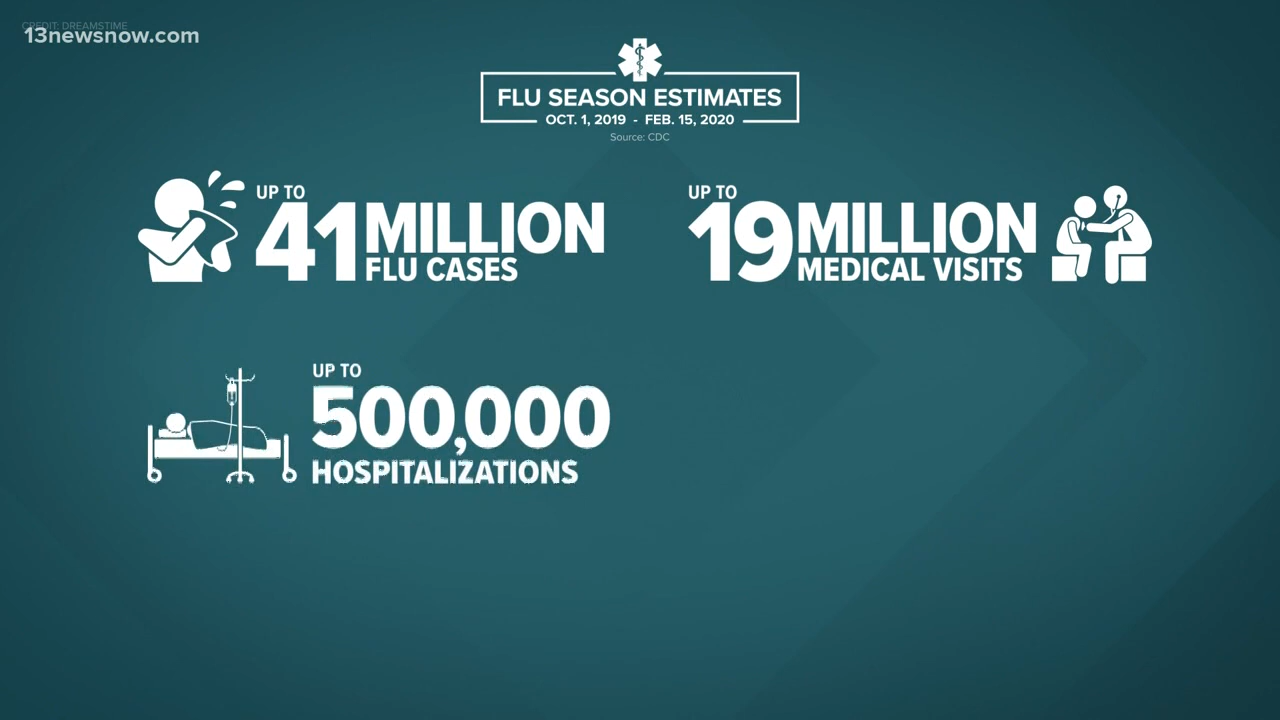 CREDIT: DREAMSTIME
13newsnow.com
FLU SEASON ESTIMATES
OCT. 1, 2019 - FEB. 15, 2020
Source: CDC
UP TO
41 MILLION
FLU CASES
UP TO
19 MILLION
MEDICAL VISITS
UP TO
500,000
HOSPITALIZATIONS